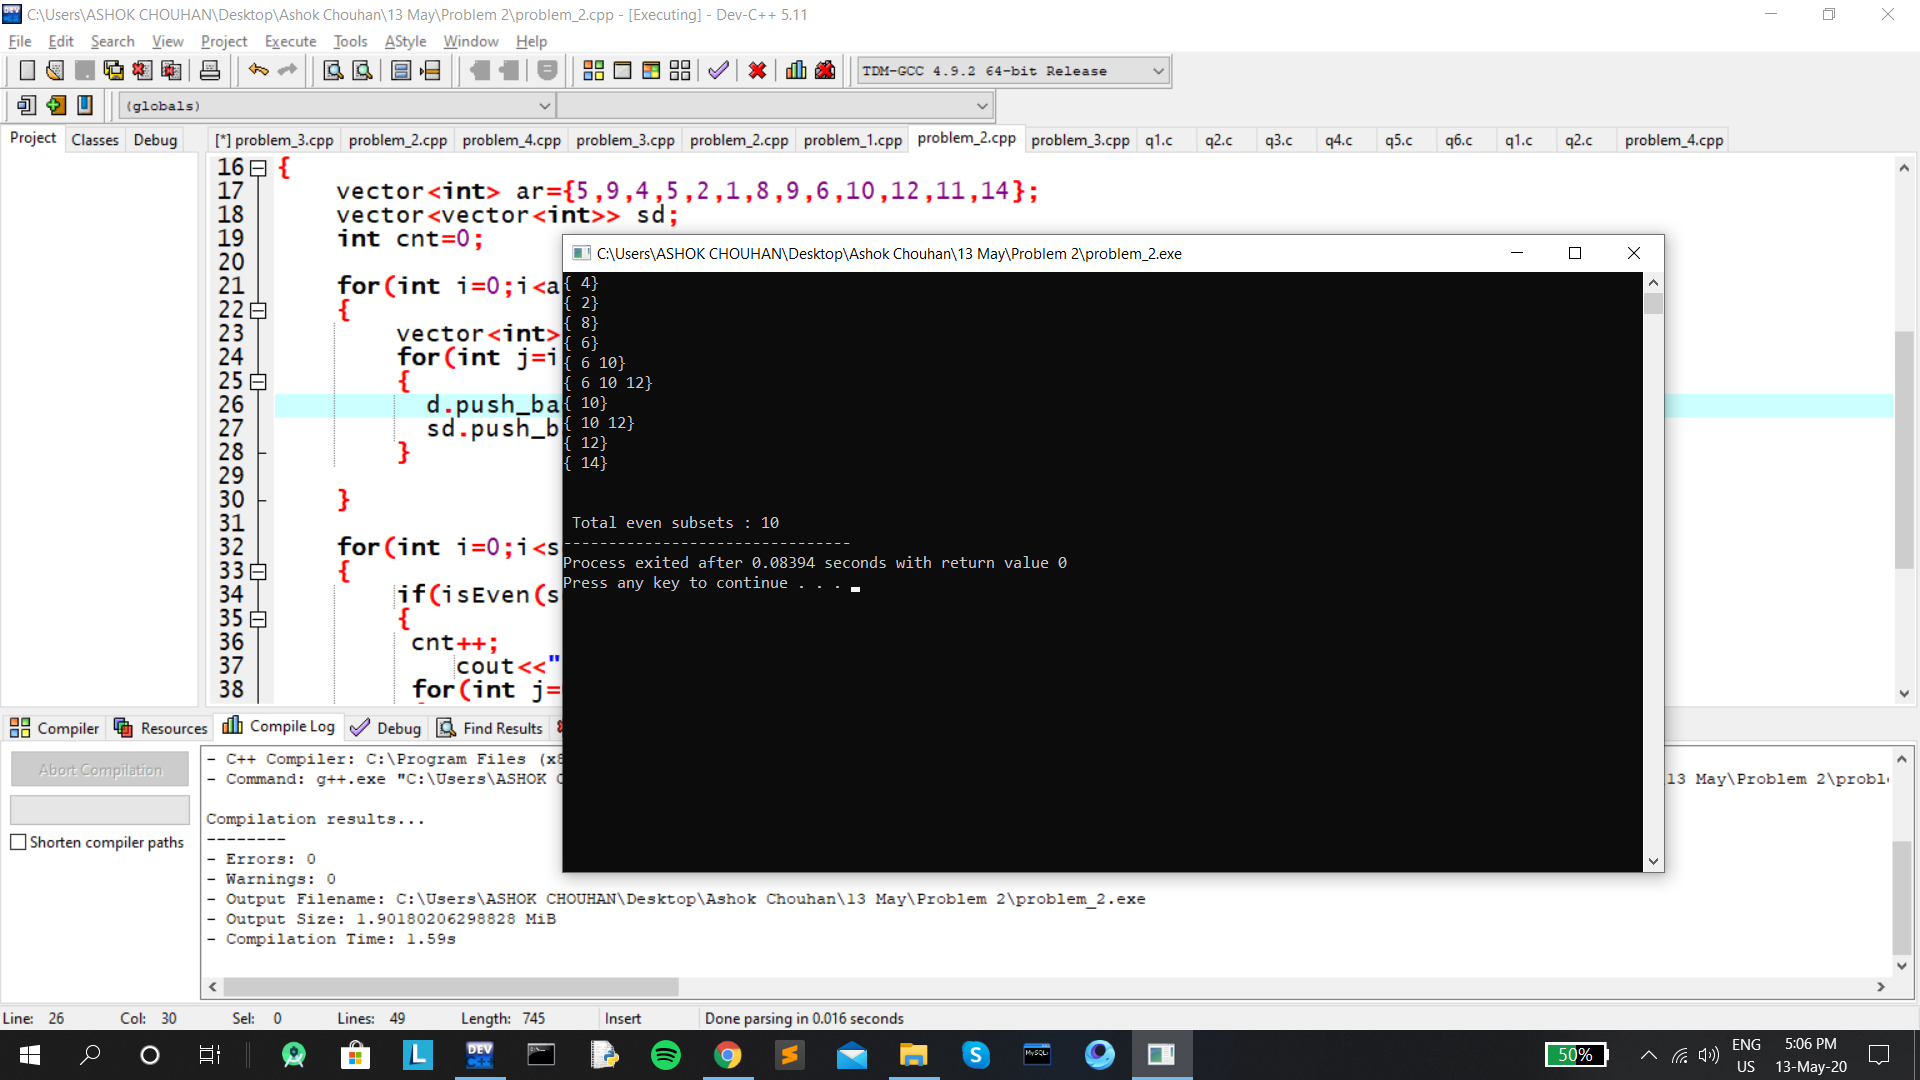 C:\Users\ASHOK CHOUHAN\Desktop\Ashok Chouhan\13 May\Problem 2\problem_2.cpp - [Executing] - Dev-C++ 5.11
File Edit Search View Project Execute Tools AStyle Window Help
TDM-GCC 4.9.2 64-bit Release
(globals)
Project Classes Debug
[*] problem_3.cpp problem_2.cpp problem_4.cpp problem_3.cpp problem_2.cpp problem_1.cpp problem_2.cpp problem_3.cpp q1.c q2.c q3.c q4.c q5.c q6.c q1.c q2.c problem_4.cpp
16 {
17 vector<int> ar={5,9,4,5,2,1,8,9,6,10,12,11,14};
18 vector<vector<int>> sd;
19 int cnt=0;
20
21 for(int i=0;i<a
22 {
23 vector<int>
24 for(int j=i
25 {
26 d.push_ba
27 sd.push_b
28 }
29
30 }
31
32 for(int i=0;i<s
33 {
34 if(isEven(s
35 {
36 cnt++;
37 cout<<"
38 for(int j=
C:\Users\ASHOK CHOUHAN\Desktop\Ashok Chouhan\13 May\Problem 2\problem_2.exe
{ 4}
{ 2}
{ 8}
{ 6}
{ 6 10}
{ 6 10 12}
{ 10}
{ 10 12}
{ 12}
{ 14}
Total even subsets : 10
--------------------------------
Process exited after 0.08394 seconds with return value 0
Press any key to continue . . .
Compiler Resources Compile Log Debug Find Results
Abort Compilation
Shorten compiler paths
- C++ Compiler: C:\Program Files (x8
- Command: g++.exe "C:\Users\ASHOK C
13 May\Problem 2\probl
Compilation results...
--------
- Errors: 0
- Warnings: 0
- Output Filename: C:\Users\ASHOK CHOUHAN\Desktop\Ashok Chouhan\13 May\Problem 2\problem_2.exe
- Output Size: 1.90180206298828 MiB
- Compilation Time: 1.59s
Line: 26 Col: 30 Sel: 0 Lines: 49 Length: 745 Insert Done parsing in 0.016 seconds
L
DEV C++
MySQL
50%
ENG
US
5:06 PM
13-May-20